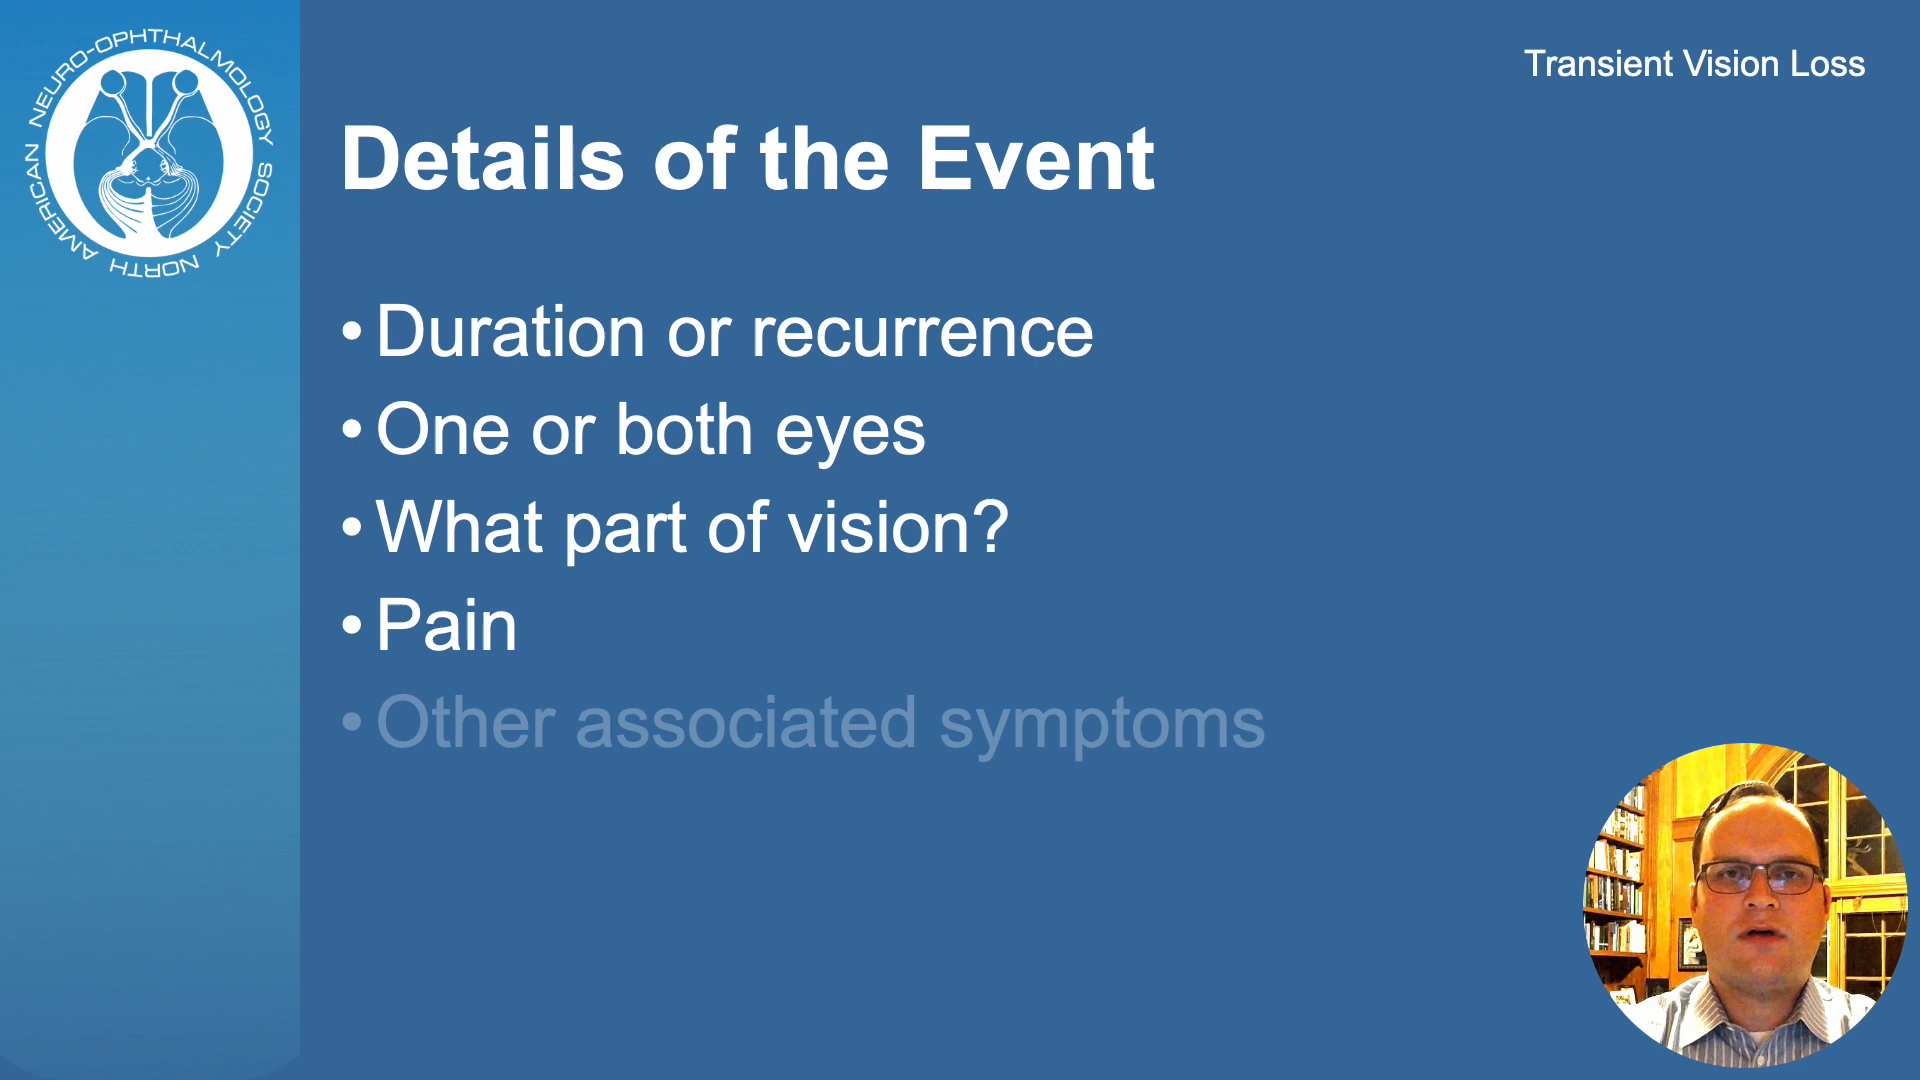 NORTH AMERICAN NEURO-OPHTHALMOLOGY SOCIETY
Transient Vision Loss
Details of the Event
• Duration or recurrence
• One or both eyes
• What part of vision?
• Pain
• Other associated symptoms